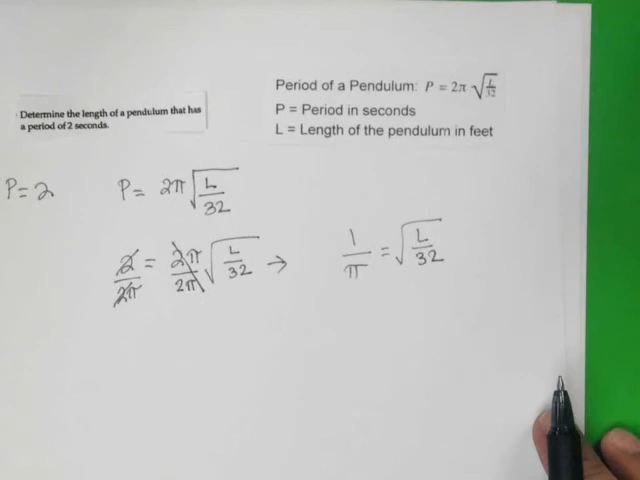 Determine the length of a pendulum that has
a period of 2 seconds.
Period of a Pendulum: P = 2π √(L/32)
P = Period in seconds
L = Length of the pendulum in feet
P = 2
P = 2π √(L/32)
2/2π = 2π/2π √(L/32) →
1/π = √(L/32)